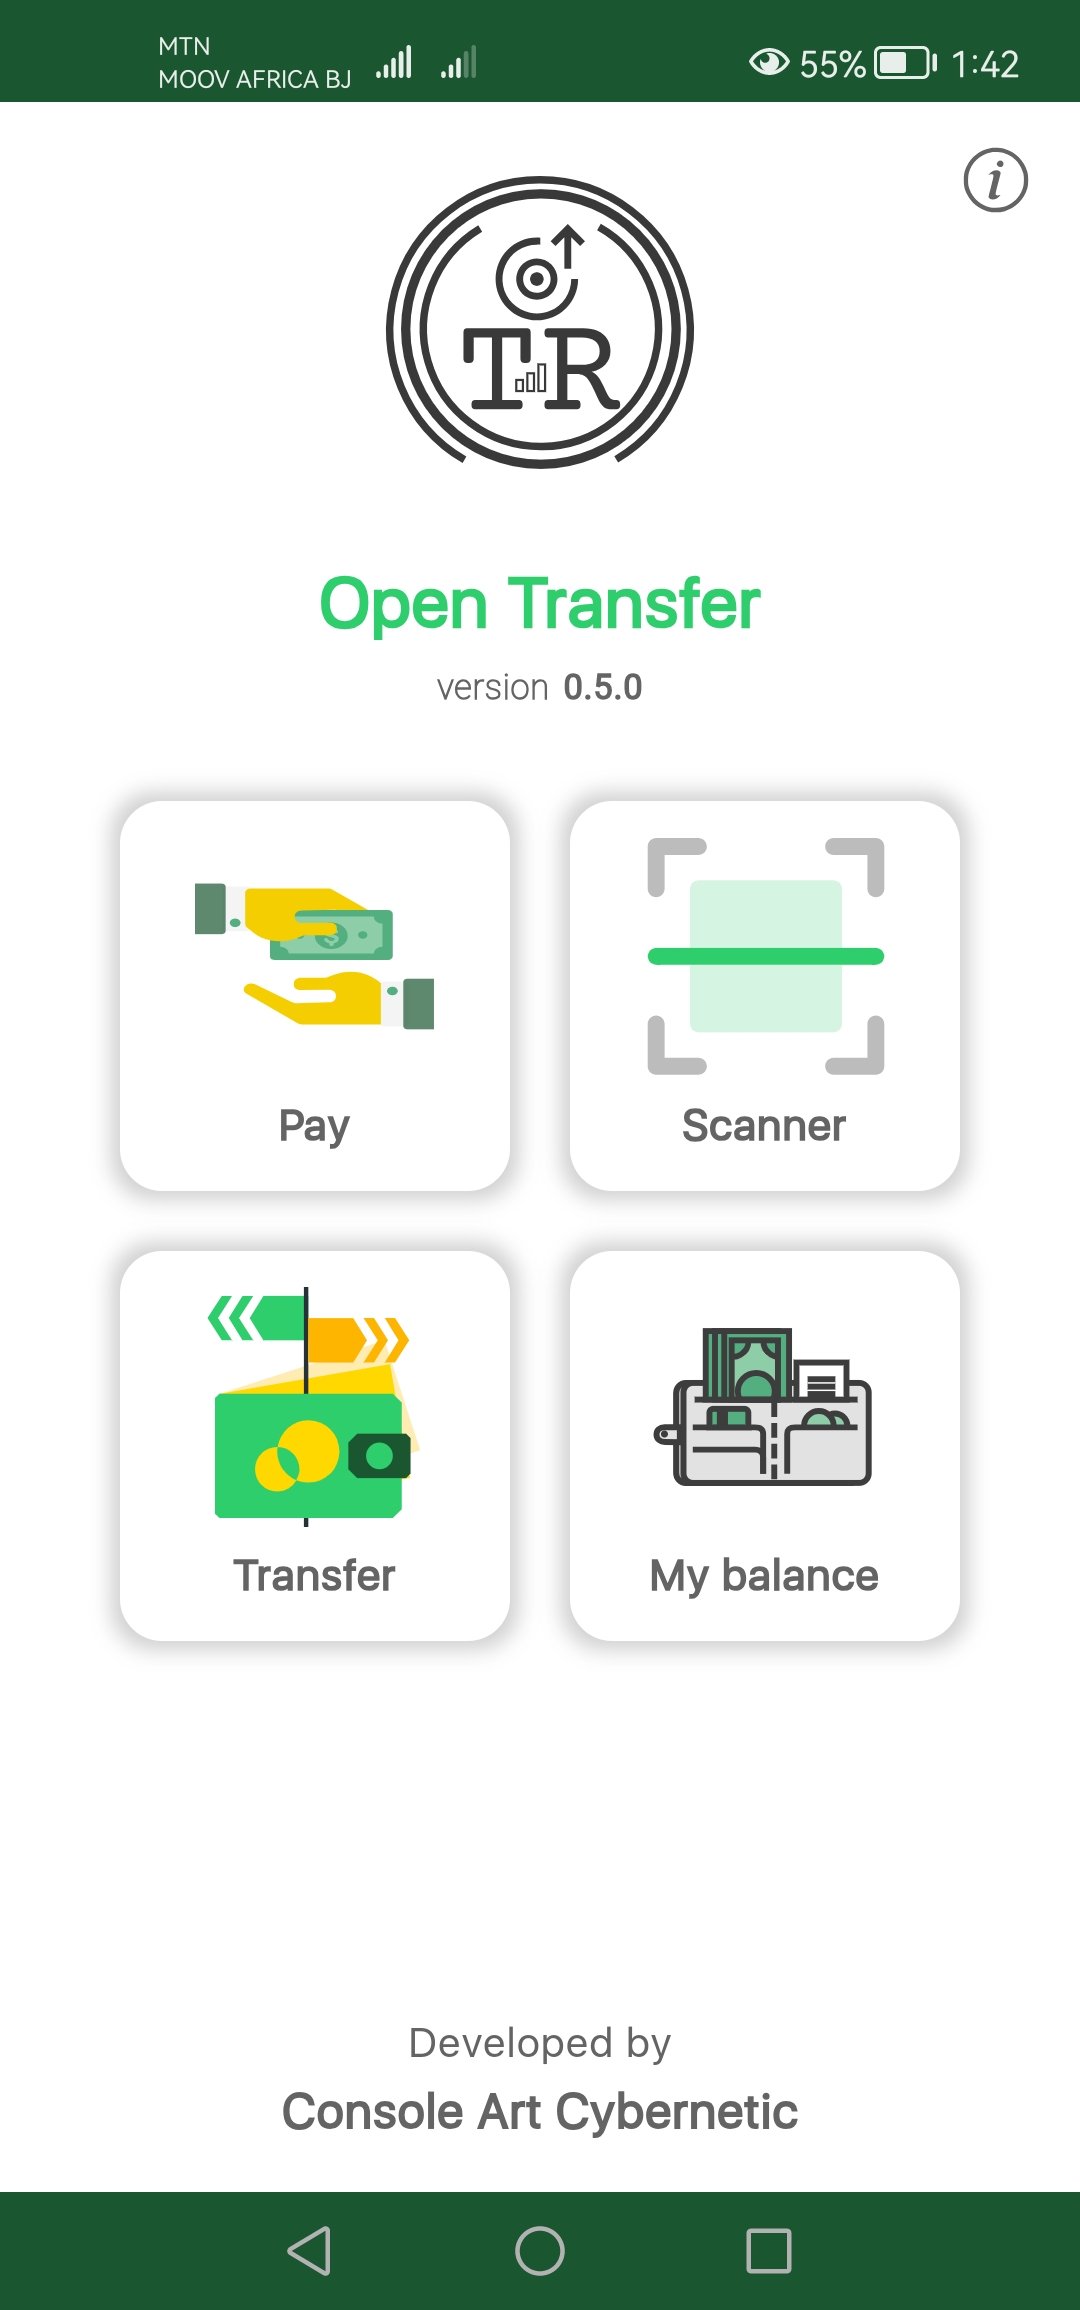 MTN
MOOV AFRICA BJ
55%
1:42
i
TR
Open Transfer
version 0.5.0
$
Pay
Scanner
Transfer
My balance
Developed by
Console Art Cybernetic